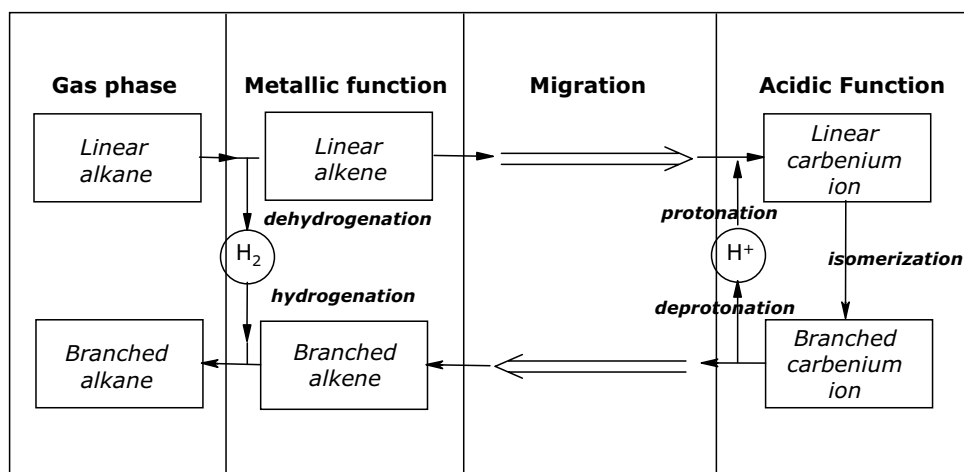 Gas phase
Metallic function
Migration
Acidic Function
Linear
alkane
Linear
alkene
Linear
carbenium
ion
dehydrogenation
protonation
H₂
H⁺
isomerization
hydrogenation
deprotonation
Branched
alkane
Branched
alkene
Branched
carbenium
ion